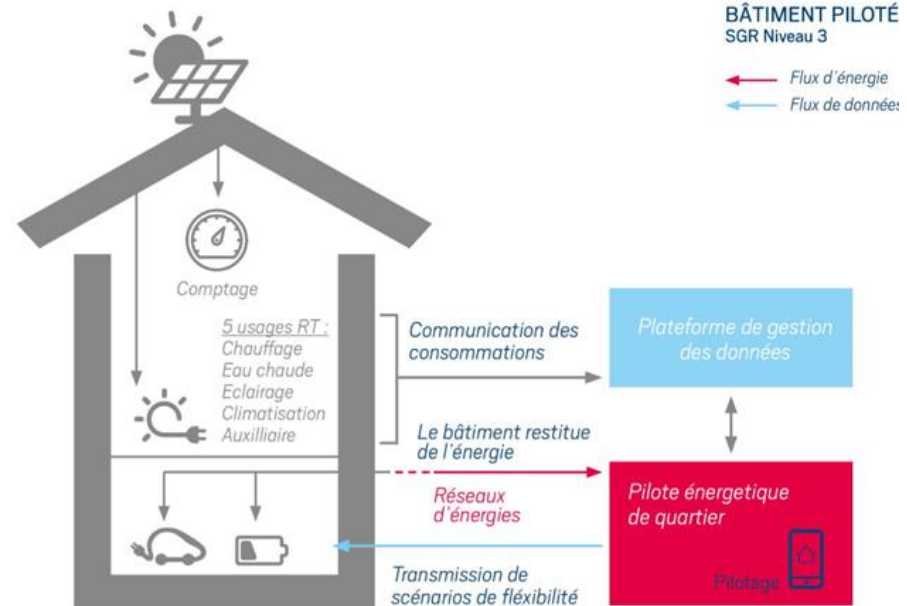 BÂTIMENT PILOTÉ
SGR Niveau 3
Flux d'énergie
Flux de données
Comptage
5 usages RT :
Chauffage
Eau chaude
Eclairage
Climatisation
Auxilliaire
Communication des
consommations
Plateforme de gestion
des données
Le bâtiment restitue
de l'énergie
Réseaux
d'énergies
Pilote énergetique
de quartier
Pilotage
Transmission de
scénarios de fléxibilité